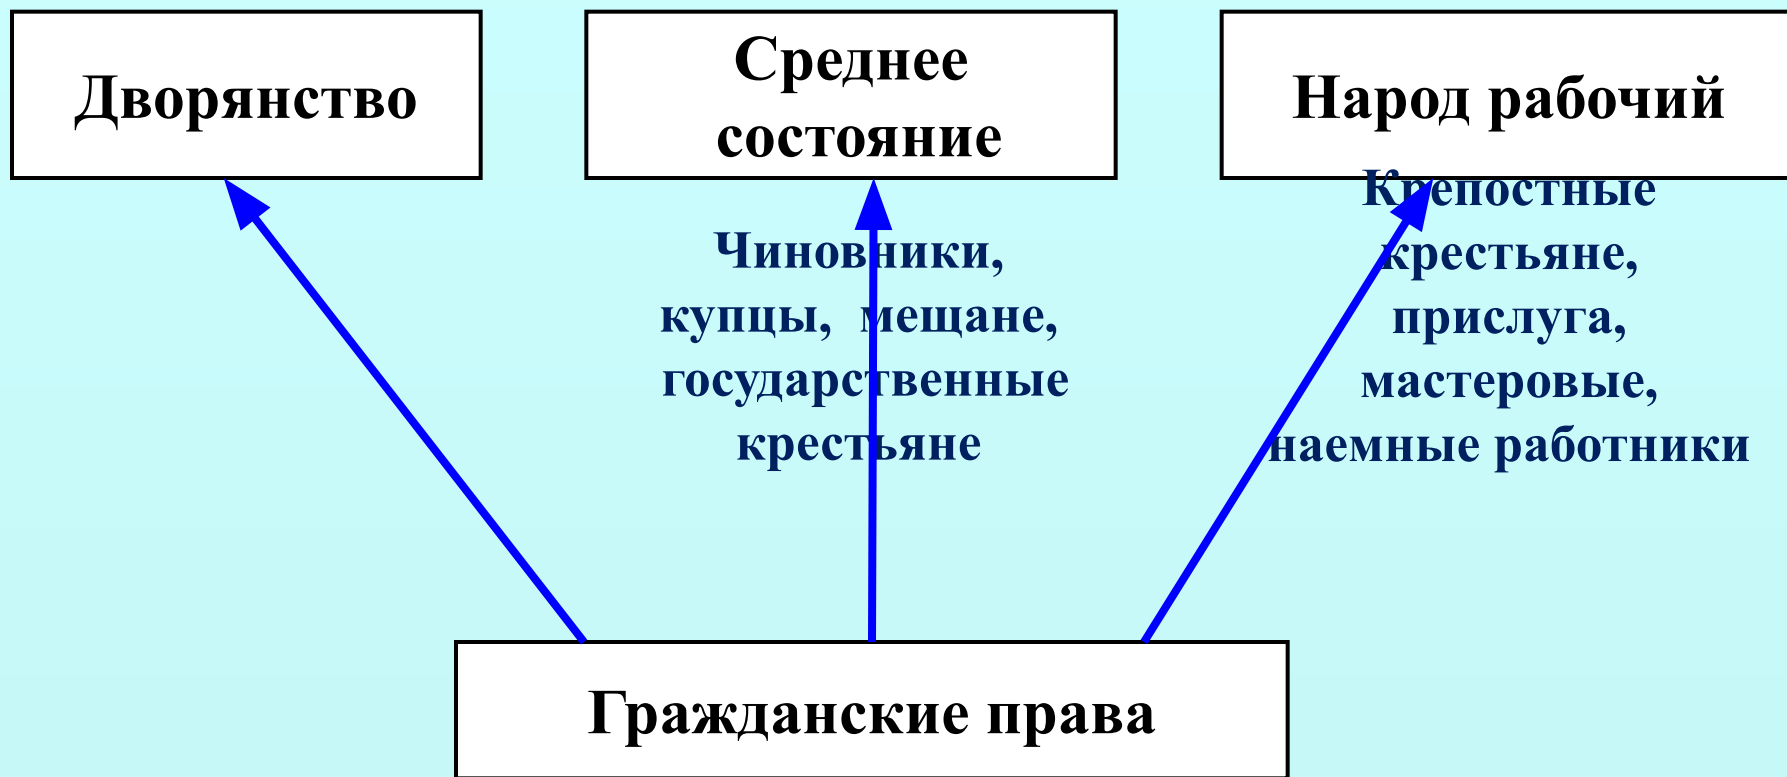 Дворянство
Среднее
состояние
Народ рабочий
Чиновники,
купцы, мещане,
государственные
крестьяне
Крепостные
крестьяне,
прислуга,
мастеровые,
наемные работники
Гражданские права